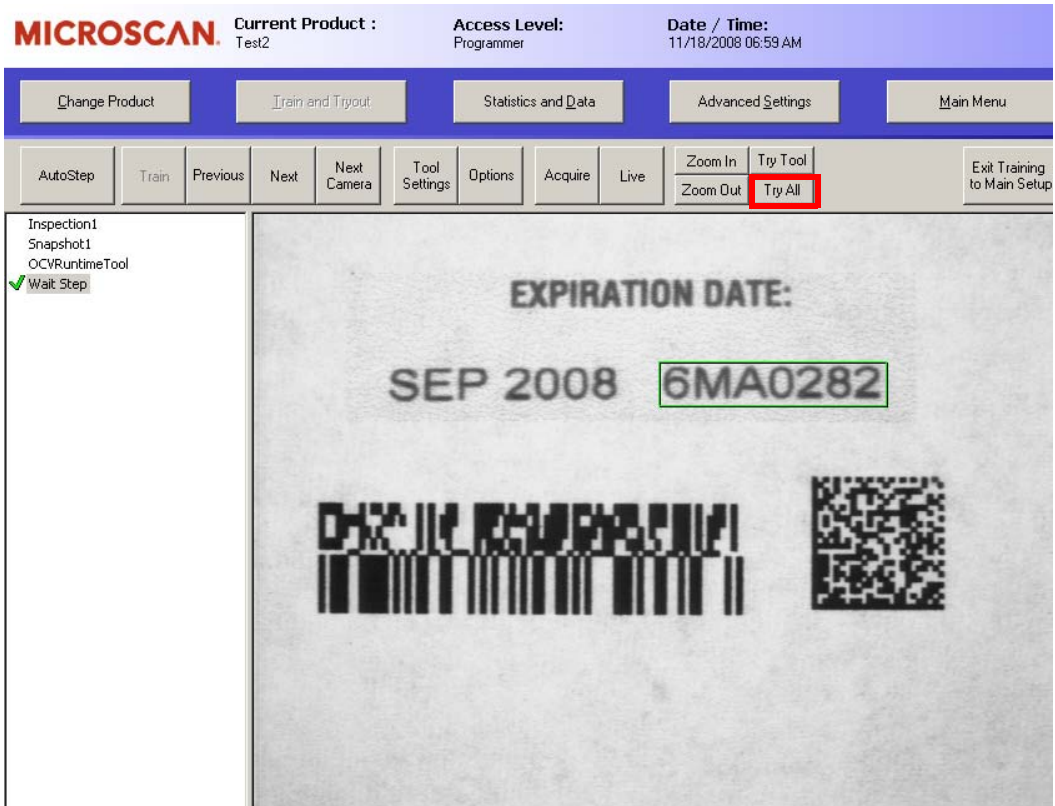 MICROSCAN.
Current Product :
Test2
Access Level:
Programmer
Date / Time:
11/18/2008 06:59 AM
Change Product
Train and Tryout
Statistics and Data
Advanced Settings
Main Menu
AutoStep
Train
Previous
Next
Next
Camera
Tool
Settings
Options
Acquire
Live
Zoom In
Try Tool
Zoom Out
Try All
Exit Training
to Main Setup
Inspection1
Snapshot1
OCVRuntimeTool
Wait Step
EXPIRATION DATE:
SEP 2008 6MA0282